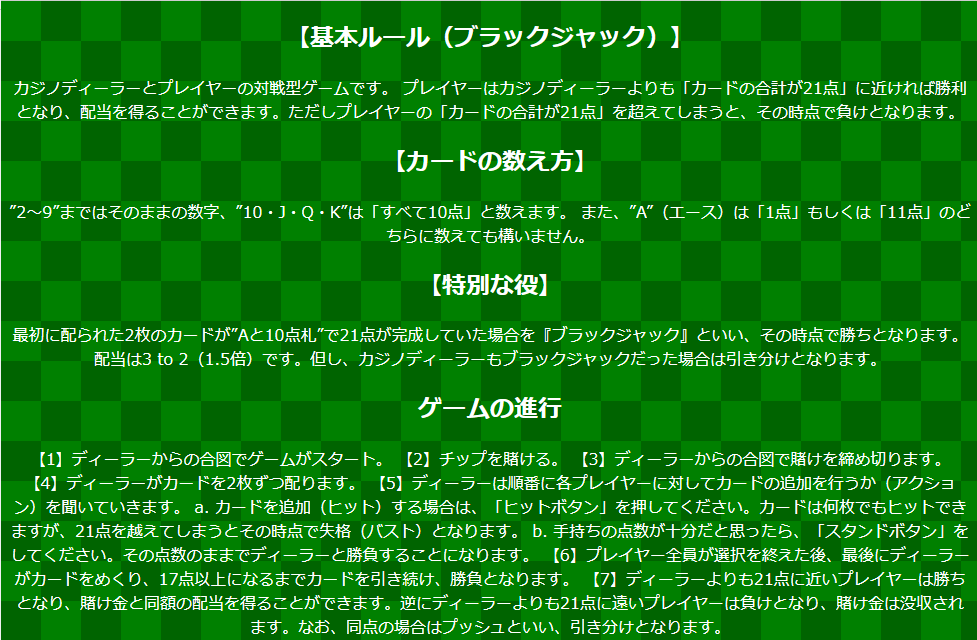 【基本ルール（ブラックジャック）】
カジノディーラーとプレイヤーの対戦型ゲームです。 プレイヤーはカジノディーラーよりも「カードの合計が21点」に近ければ勝利
となり、配当を得ることができます。ただしプレイヤーの「カードの合計が21点」を超えてしまうと、その時点で負けとなります。
【カードの数え方】
”2〜9”まではそのままの数字、”10・J・Q・K”は「すべて10点」と数えます。 また、”A”（エース）は「1点」もしくは「11点」のど
ちらに数えても構いません。
【特別な役】
最初に配られた2枚のカードが”Aと10点札”で21点が完成していた場合を『ブラックジャック』といい、その時点で勝ちとなります。
配当は3 to 2（1.5倍）です。但し、カジノディーラーもブラックジャックだった場合は引き分けとなります。
ゲームの進行
【1】ディーラーからの合図でゲームがスタート。 【2】チップを賭ける。 【3】ディーラーからの合図で賭けを締め切ります。
【4】ディーラーがカードを2枚ずつ配ります。 【5】ディーラーは順番に各プレイヤーに対してカードの追加を行うか（アクショ
ン）を聞いていきます。 a. カードを追加（ヒット）する場合は、「ヒットボタン」を押してください。カードは何枚でもヒットでき
ますが、21点を越えてしまうとその時点で失格（バスト）となります。 b. 手持ちの点数が十分だと思ったら、「スタンドボタン」を
してください。その点数のままでディーラーと勝負することになります。 【6】プレイヤー全員が選択を終えた後、最後にディーラー
がカードをめくり、17点以上になるまでカードを引き続け、勝負となります。 【7】ディーラーよりも21点に近いプレイヤーは勝ち
となり、賭け金と同額の配当を得ることができます。逆にディーラーよりも21点に遠いプレイヤーは負けとなり、賭け金は没収され
ます。なお、同点の場合はプッシュといい、引き分けとなります。